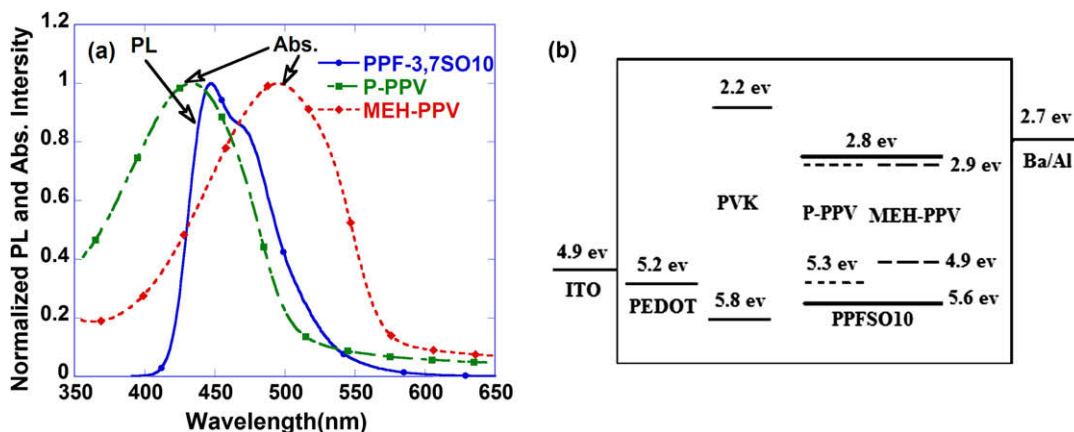 (a)
PL
Abs.
PPF-3,7SO10
P-PPV
MEH-PPV
Normalized PL and Abs. Intensity
1.2
1
0.8
0.6
0.4
0.2
0
350 400 450 500 550 600 650
Wavelength(nm)
(b)
2.2 ev
2.7 ev
Ba/Al
2.8 ev
2.9 ev
PVK
P-PPV MEH-PPV
4.9 ev
ITO
5.2 ev
PEDOT
5.3 ev
4.9 ev
5.8 ev
5.6 ev
PPFSO10